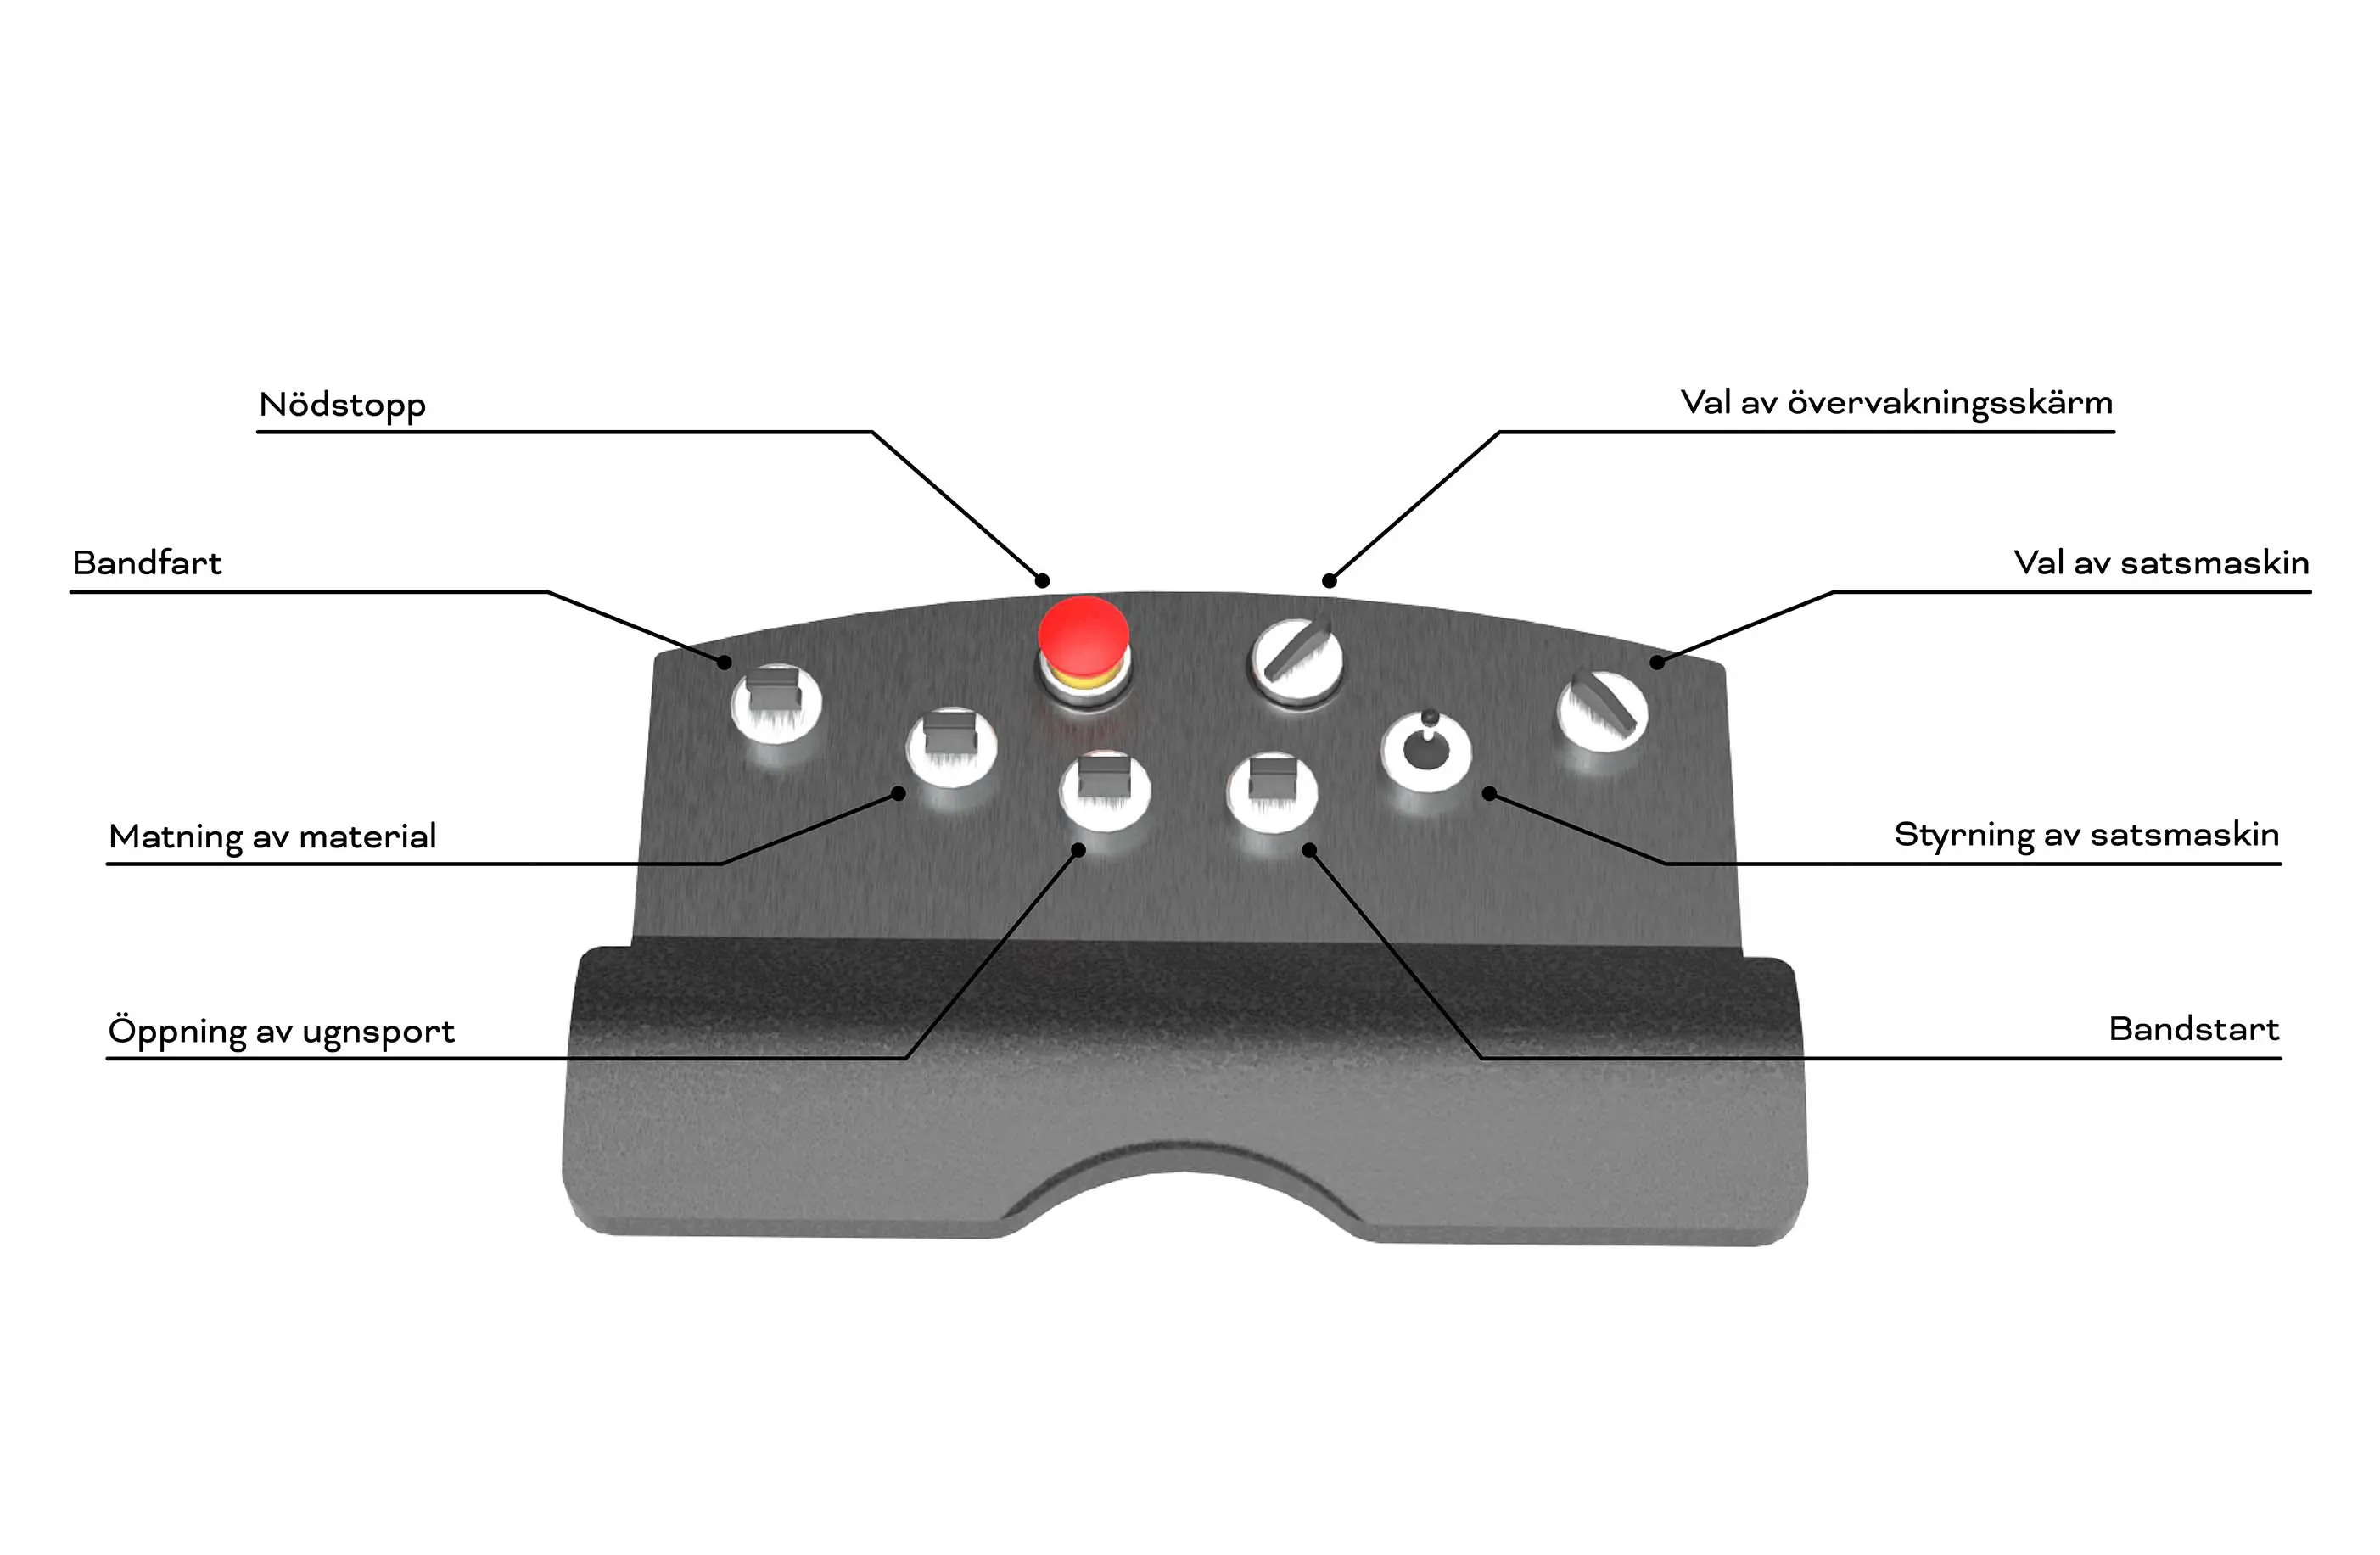 Nödstopp
Val av övervakningsskärm
Bandfart
Val av satsmaskin
Matning av material
Styrning av satsmaskin
Öppning av ugnsport
Bandstart